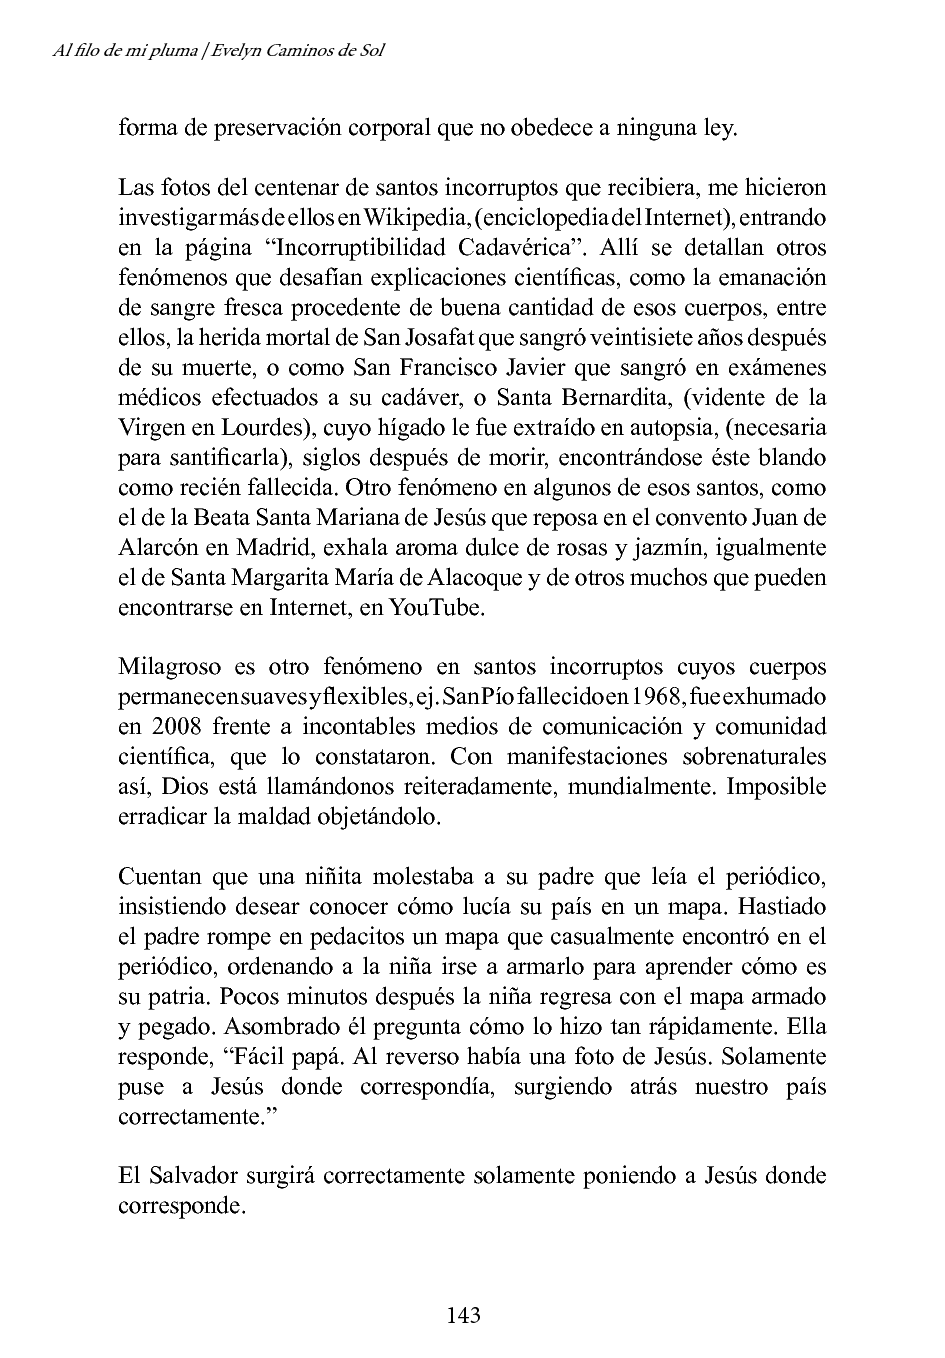 Al filo de mi pluma | Evelyn Caminos de Sol
forma de preservación corporal que no obedece a ninguna ley.
Las fotos del centenar de santos incorruptos que recibiera, me hicieron
investigar más de ellos en Wikipedia, (enciclopedia del Internet), entrando
en la página “Incorruptibilidad Cadavérica”. Allí se detallan otros
fenómenos que desafían explicaciones científicas, como la emanación
de sangre fresca procedente de buena cantidad de esos cuerpos, entre
ellos, la herida mortal de San Josafat que sangró veintisiete años después
de su muerte, o como San Francisco Javier que sangró en exámenes
médicos efectuados a su cadáver, o Santa Bernardita, (vidente de la
Virgen en Lourdes), cuyo hígado le fue extraído en autopsia, (necesaria
para santificarla), siglos después de morir, encontrándose éste blando
como recién fallecida. Otro fenómeno en algunos de esos santos, como
el de la Beata Santa Mariana de Jesús que reposa en el convento Juan de
Alarcón en Madrid, exhala aroma dulce de rosas y jazmín, igualmente
el de Santa Margarita María de Alacoque y de otros muchos que pueden
encontrarse en Internet, en YouTube.
Milagroso es otro fenómeno en santos incorruptos cuyos cuerpos
permanecen suaves y flexibles, ej. San Pío fallecido en 1968, fue exhumado
en 2008 frente a incontables medios de comunicación y comunidad
científica, que lo constataron. Con manifestaciones sobrenaturales
así, Dios está llamándonos reiteradamente, mundialmente. Imposible
erradicar la maldad objetándolo.
Cuentan que una niñita molestaba a su padre que leía el periódico,
insistiendo desear conocer cómo lucía su país en un mapa. Hastiado
el padre rompe en pedacitos un mapa que casualmente encontró en el
periódico, ordenando a la niña irse a armarlo para aprender cómo es
su patria. Pocos minutos después la niña regresa con el mapa armado
y pegado. Asombrado él pregunta cómo lo hizo tan rápidamente. Ella
responde, “Fácil papá. Al reverso había una foto de Jesús. Solamente
puse a Jesús donde correspondía, surgiendo atrás nuestro país
correctamente.”
El Salvador surgirá correctamente solamente poniendo a Jesús donde
corresponde.
143